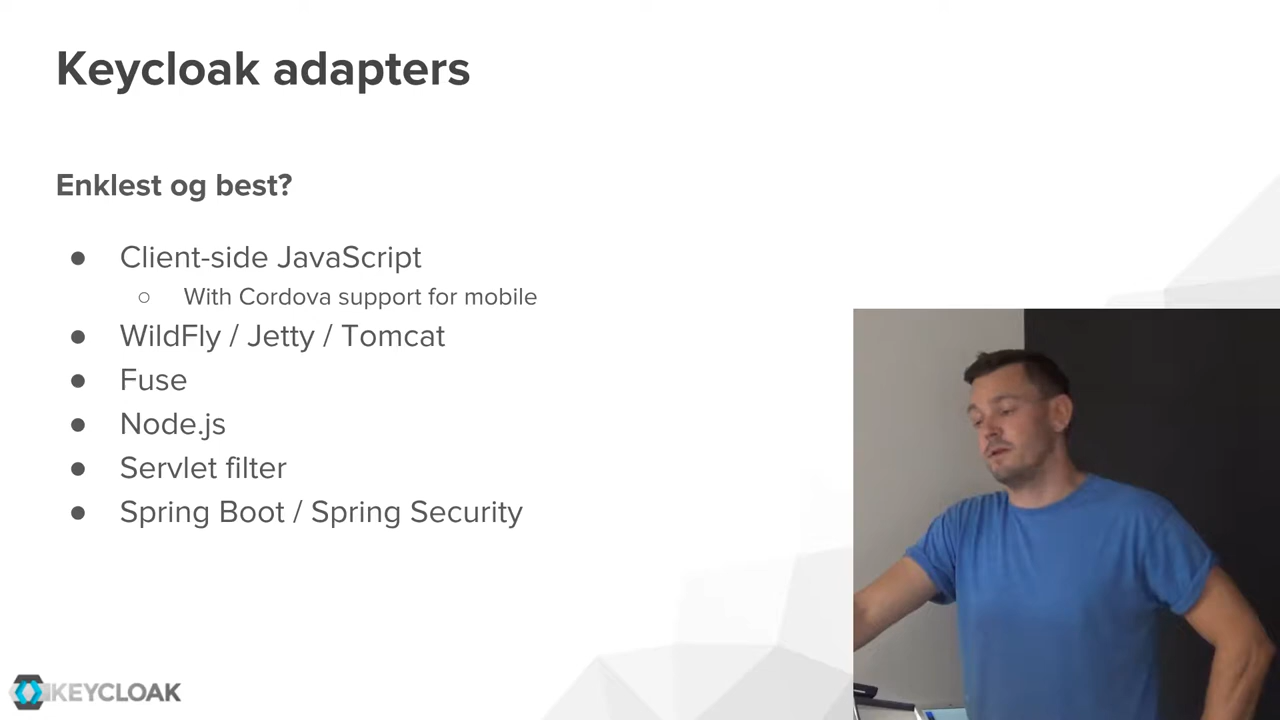 Keycloak adapters
Enklest og best?
● Client-side JavaScript
○ With Cordova support for mobile
● WildFly / Jetty / Tomcat
● Fuse
● Node.js
● Servlet filter
● Spring Boot / Spring Security
KEYCLOAK